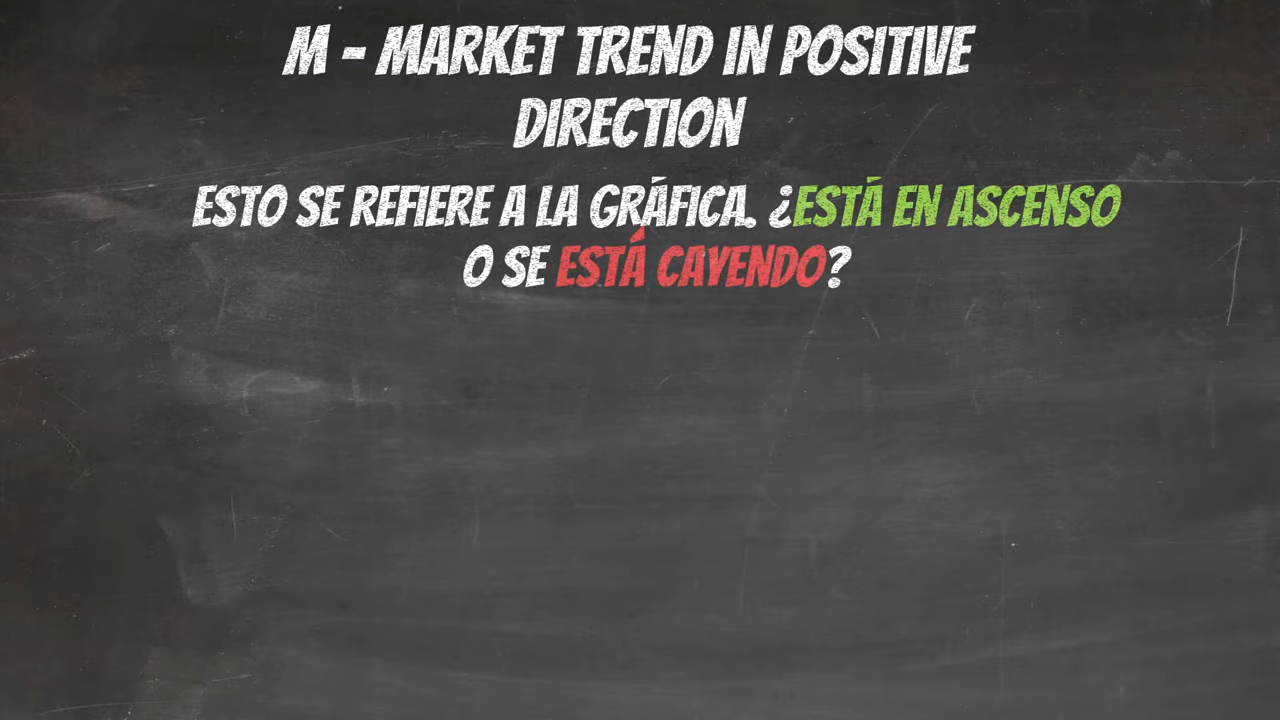 M - MARKET TREND IN POSITIVE
DIRECTION
ESTO SE REFIERE A LA GRÁFICA. ¿ESTÁ EN ASCENSO
O SE ESTÁ CAYENDO?